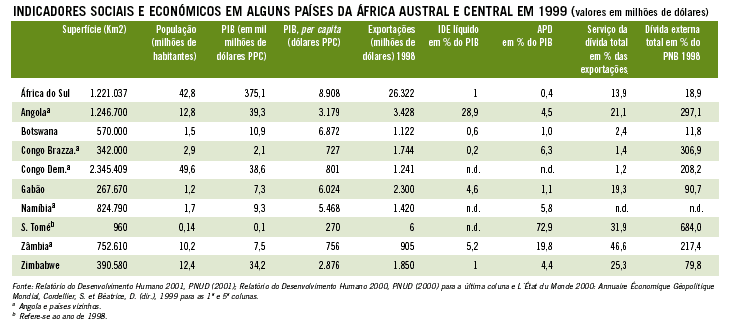 INDICADORES SOCIAIS E ECONÓMICOS EM ALGUNS PAÍSES DA ÁFRICA AUSTRAL E CENTRAL EM 1999 (valores em milhões de dólares)
Superfície (Km2) População (milhões de habitantes) PIB (em mil milhões de dólares PPC) PIB, per capita (dólares PPC) Exportações (milhões de dólares) 1998 IDE líquido em % do PIB APD em % do PIB Serviço da dívida total em % das exportações Dívida externa total em % do PNB 1998
África do Sul 1.221.037 42,8 375,1 8.908 26.322 1 0,4 13,9 18,9
Angolaª 1.246.700 12,8 39,3 3.179 3.428 28,9 4,5 21,1 297,1
Botswana 570.000 1,5 10,9 6.872 1.122 0,6 1,0 2,4 11,8
Congo Brazza.ª 342.000 2,9 2,1 727 1.744 0,2 6,3 1,4 306,9
Congo Dem.ª 2.345.409 49,6 38,6 801 1.241 n.d. n.d. 1,2 208,2
Gabão 267.670 1,2 7,3 6.024 2.300 4,6 1,1 19,3 90,7
Namíbiaª 824.790 1,7 9,3 5.468 1.420 n.d. 5,8 n.d. n.d.
S. Toméᵇ 960 0,14 0,1 270 6 n.d. 72,9 31,9 684,0
Zâmbiaª 752.610 10,2 7,5 756 905 5,2 19,8 46,6 217,4
Zimbabwe 390.580 12,4 34,2 2.876 1.850 1 4,4 25,3 79,8
Fonte: Relatório do Desenvolvimento Humano 2001, PNUD (2001); Relatório do Desenvolvimento Humano 2000, PNUD (2000) para a última coluna e L´État du Monde 2000: Annuaire Économique Géopolitique
Mondial, Cordellier, S. et Béatrice, D. (dir.), 1999 para as 1ª e 5ª colunas.
ª Angola e países vizinhos.
ᵇ Refere-se ao ano de 1998.